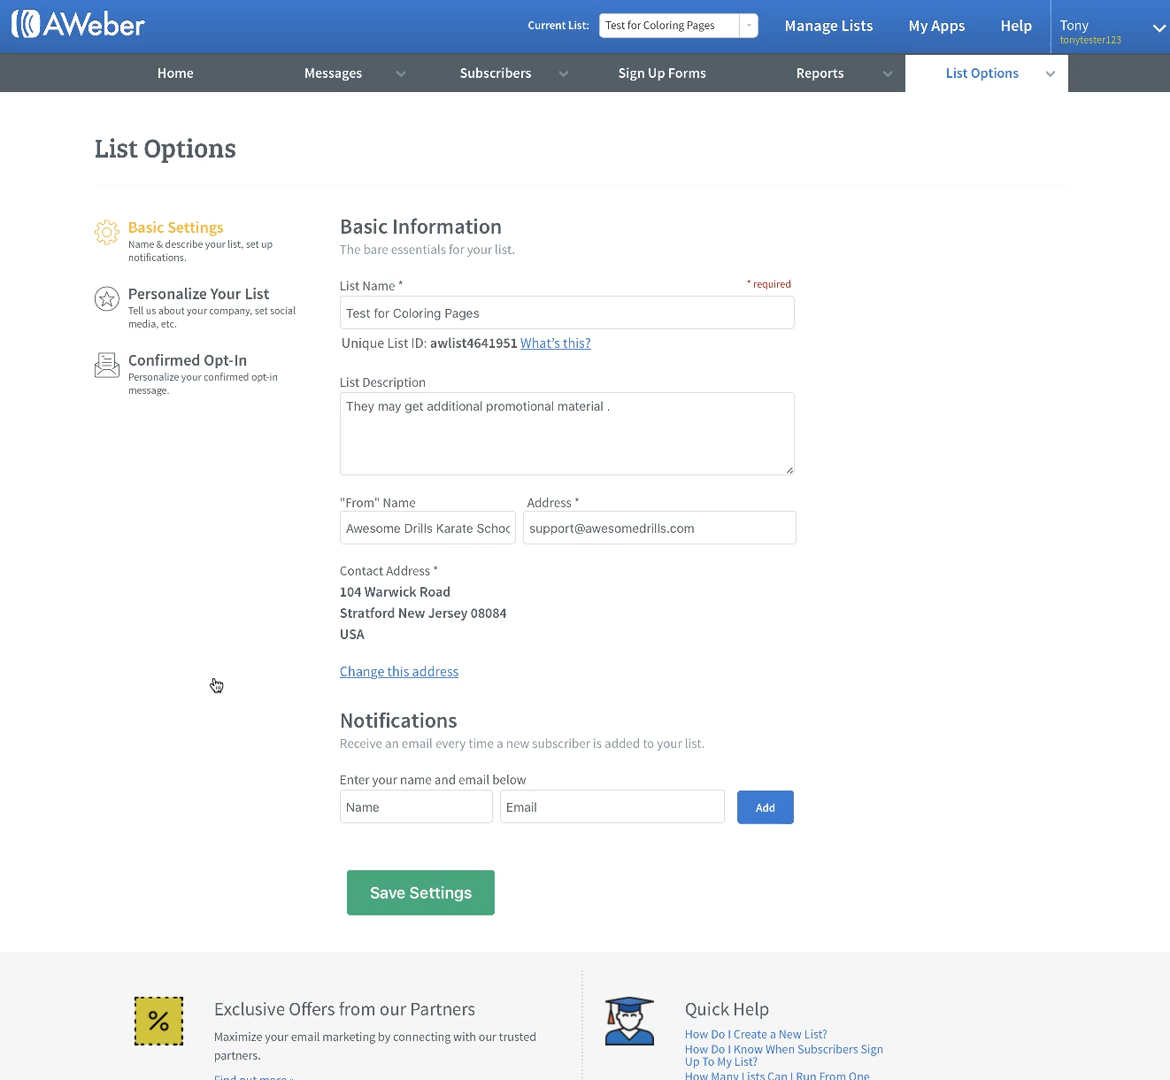 AWeber
Current List:
Test for Coloring Pages
Manage Lists
My Apps
Help
Tony
tonytester123
Home
Messages
Subscribers
Sign Up Forms
Reports
List Options
List Options
Basic Settings
Name & describe your list, set up
notifications.
Personalize Your List
Tell us about your company, set social
media, etc.
Confirmed Opt-In
Personalize your confirmed opt-in
message.
Basic Information
The bare essentials for your list.
List Name *
* required
Test for Coloring Pages
Unique List ID: awlist4641951 What's this?
List Description
They may get additional promotional material .
"From" Name
Address *
Awesome Drills Karate Schoo
support@awesomedrills.com
Contact Address *
104 Warwick Road
Stratford New Jersey 08084
USA
Change this address
Notifications
Receive an email every time a new subscriber is added to your list.
Enter your name and email below
Name
Email
Add
Save Settings
%
Exclusive Offers from our Partners
Maximize your email marketing by connecting with our trusted
partners.
Find out more »
Quick Help
How Do I Create a New List?
How Do I Know When Subscribers Sign
Up To My List?
How Many Lists Can I Run From One